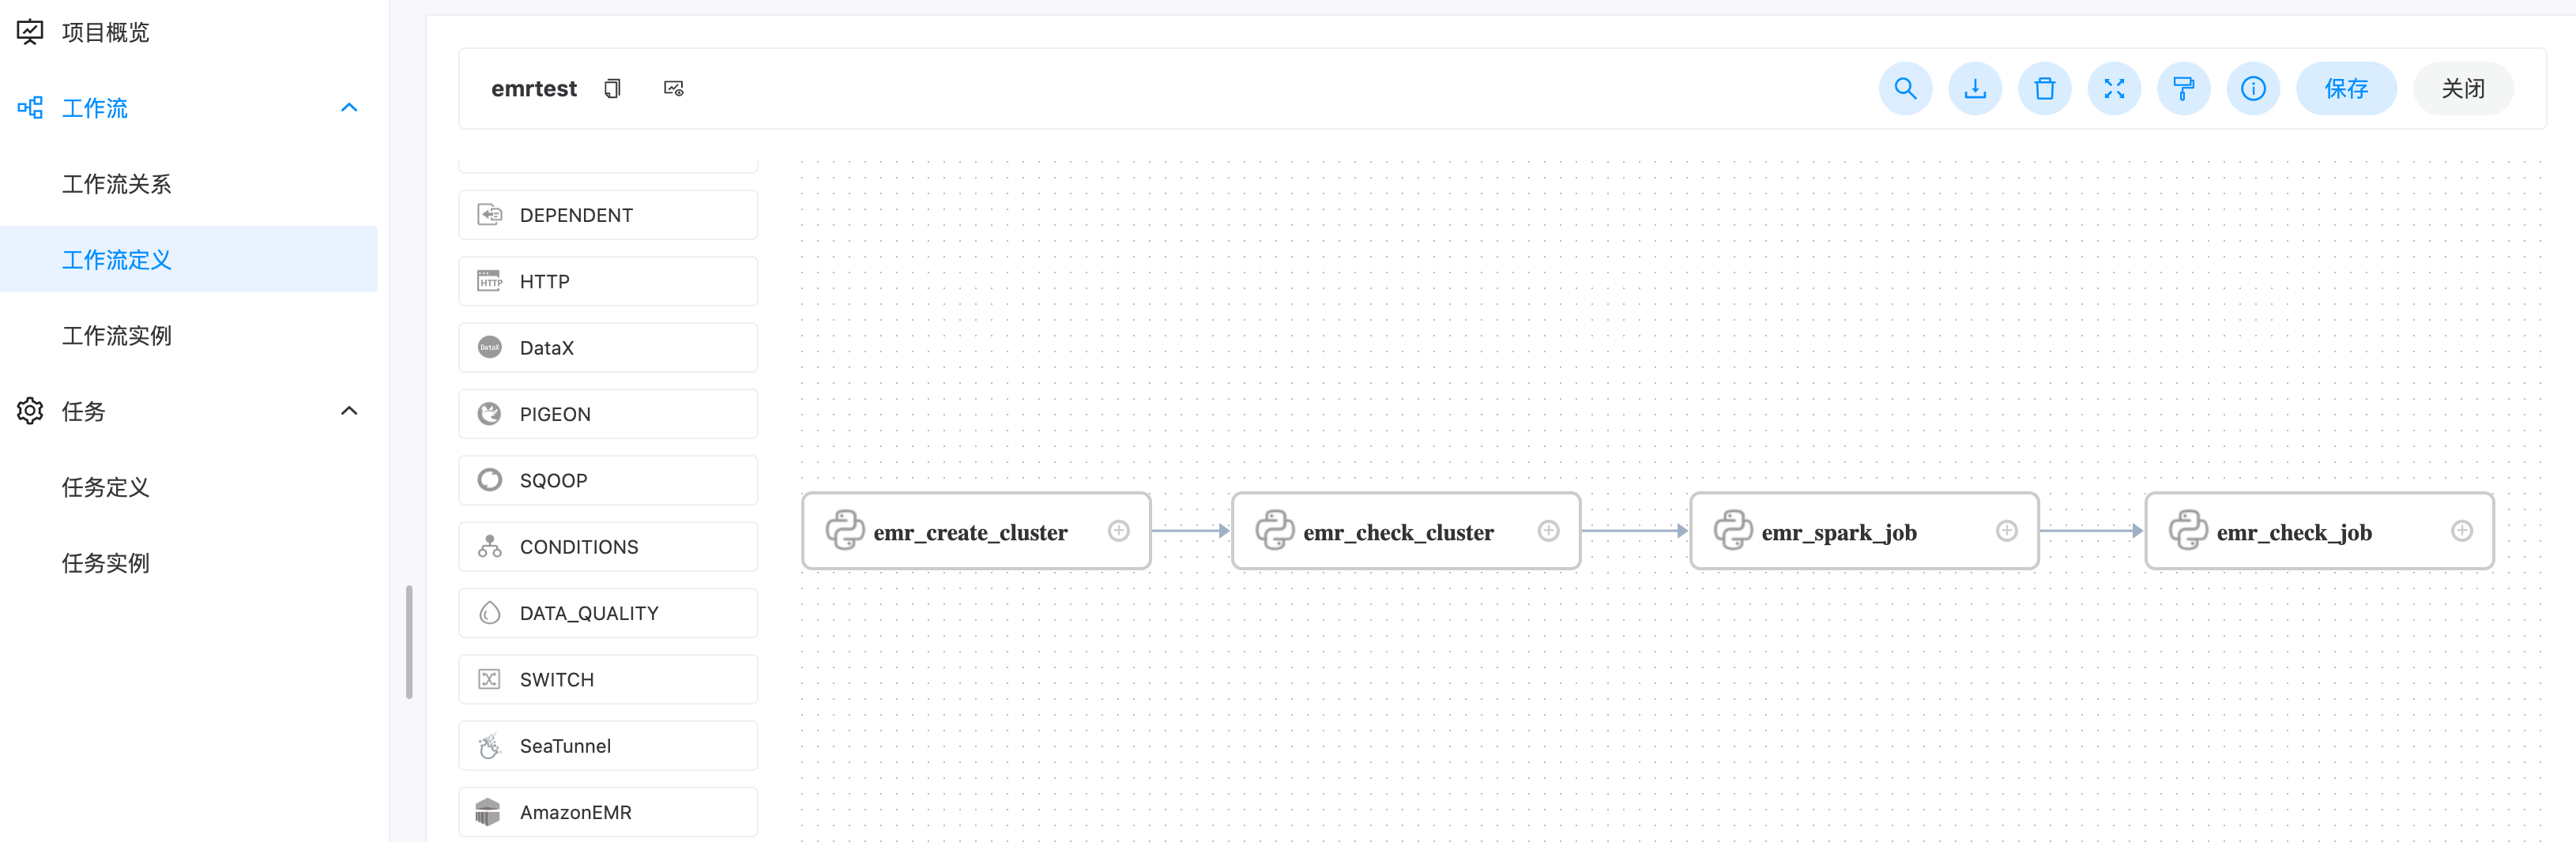 项目概览
工作流
工作流关系
工作流定义
工作流实例
任务
任务定义
任务实例
emrtest
保存
关闭
DEPENDENT
HTTP
DataX
PIGEON
SQOOP
CONDITIONS
DATA_QUALITY
SWITCH
SeaTunnel
AmazonEMR
emr_create_cluster
emr_check_cluster
emr_spark_job
emr_check_job